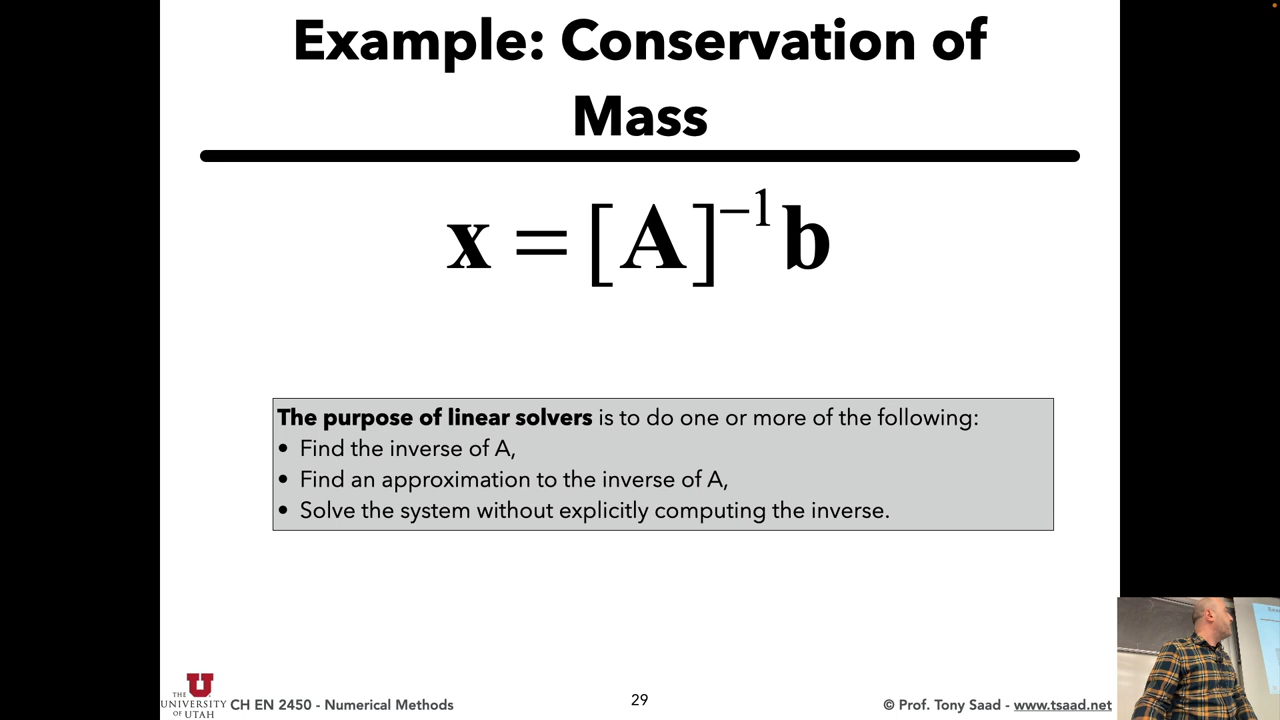 Example: Conservation of
Mass
x = [A]⁻¹ b
The purpose of linear solvers is to do one or more of the following:
• Find the inverse of A,
• Find an approximation to the inverse of A,
• Solve the system without explicitly computing the inverse.
THE
UNIVERSITY
OF UTAH
CH EN 2450 - Numerical Methods
29
© Prof. Tony Saad - www.tsaad.net